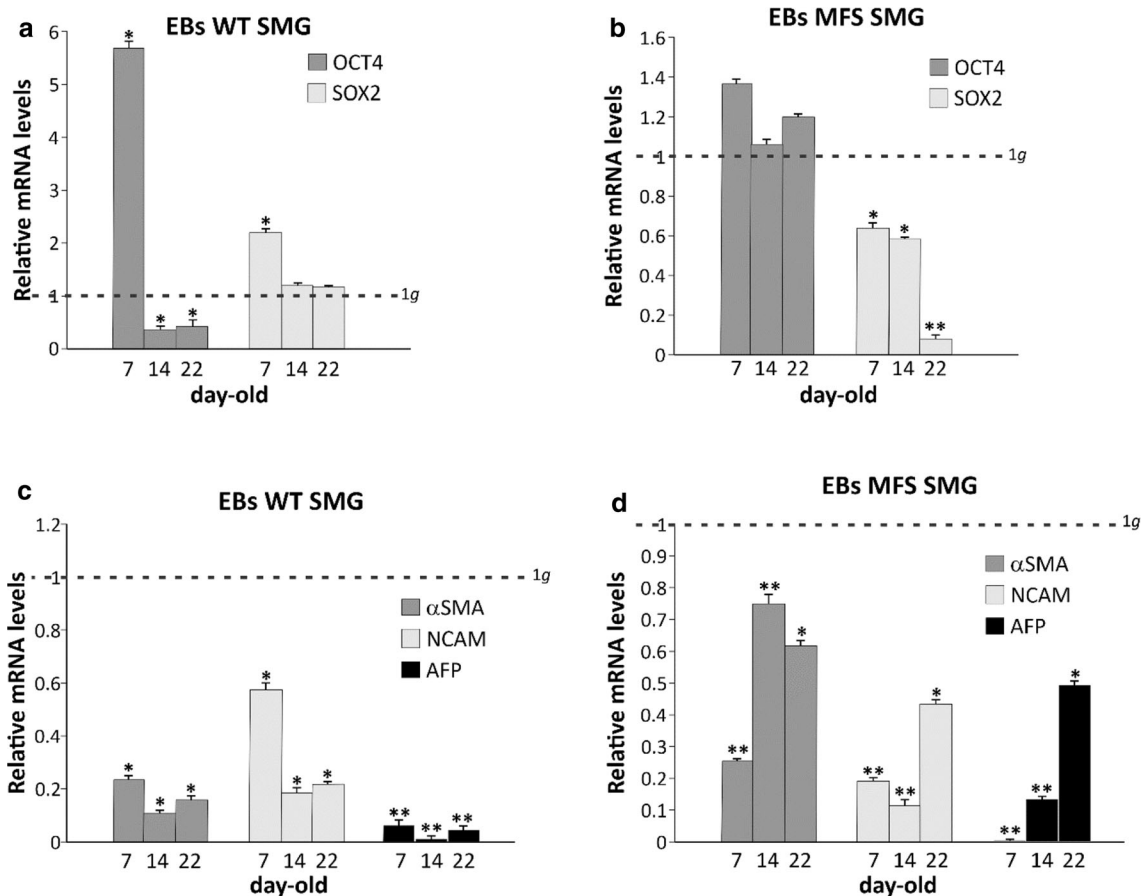 a
EBs WT SMG
Relative mRNA levels
6
5
4
3
2
1
0
*
* *
*
OCT4
SOX2
1g
7 14 22 7 14 22
day-old
b
EBs MFS SMG
Relative mRNA levels
1.6
1.4
1.2
1
0.8
0.6
0.4
0.2
0
OCT4
SOX2
1g
* *
**
7 14 22 7 14 22
day-old
c
EBs WT SMG
Relative mRNA levels
1.2
1
0.8
0.6
0.4
0.2
0
1g
αSMA
NCAM
AFP
* * *
* * *
** ** **
7 14 22 7 14 22 7 14 22
day-old
d
EBs MFS SMG
Relative mRNA levels
1
0.9
0.8
0.7
0.6
0.5
0.4
0.3
0.2
0.1
0
1g
αSMA
NCAM
AFP
** ** *
** ** *
** ** *
7 14 22 7 14 22 7 14 22
day-old